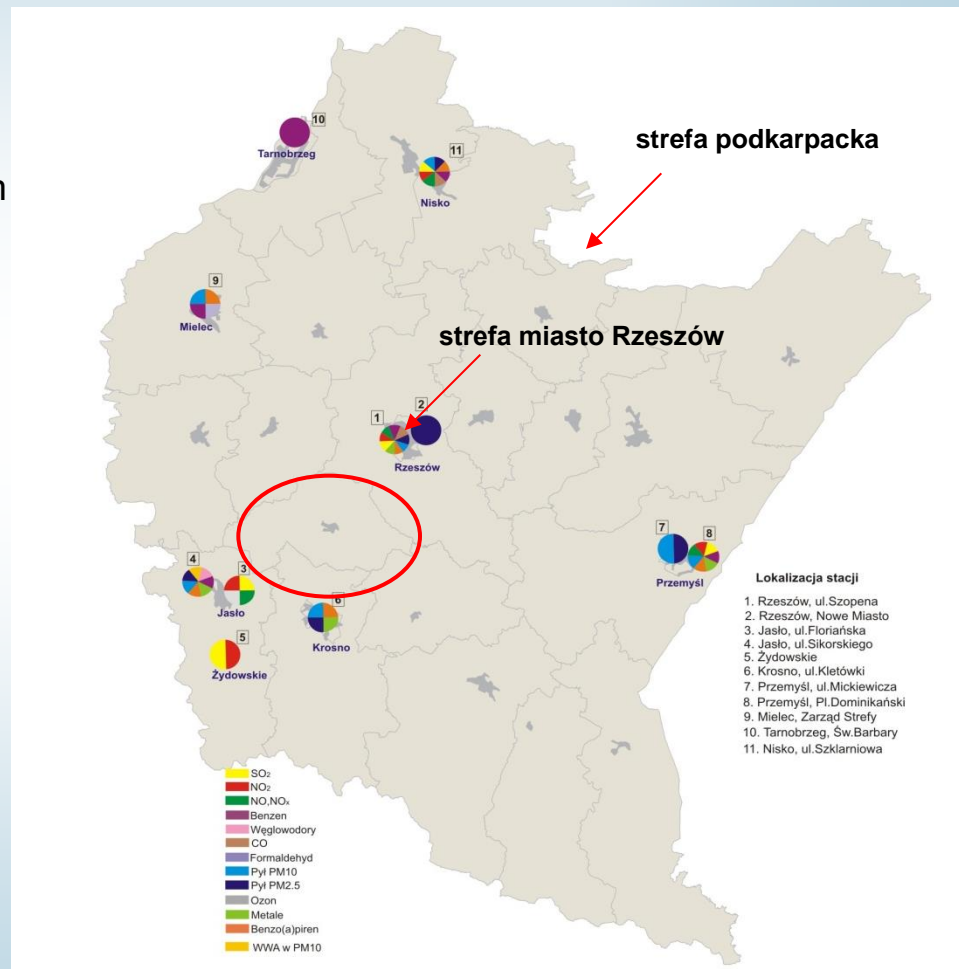 n
10
Tarnobrzeg
strefa podkarpacka
11
Nisko
9
Mielec
strefa miasto Rzeszów
1
2
Rzeszów
7
8
Przemyśl
4
3
Jasło
6
Krosno
5
Żydowskie
Lokalizacja stacji
1. Rzeszów, ul.Szopena
2. Rzeszów, Nowe Miasto
3. Jasło, ul.Floriańska
4. Jasło, ul.Sikorskiego
5. Żydowskie
6. Krosno, ul.Kletówki
7. Przemyśl, ul.Mickiewicza
8. Przemyśl, Pl.Dominikański
9. Mielec, Zarząd Strefy
10. Tarnobrzeg, Św.Barbary
11. Nisko, ul.Szklarniowa
SO₂
NO₂
NO,NOₓ
Benzen
Węglowodory
CO
Formaldehyd
Pył PM10
Pył PM2.5
Ozon
Metale
Benzo(a)piren
WWA w PM10